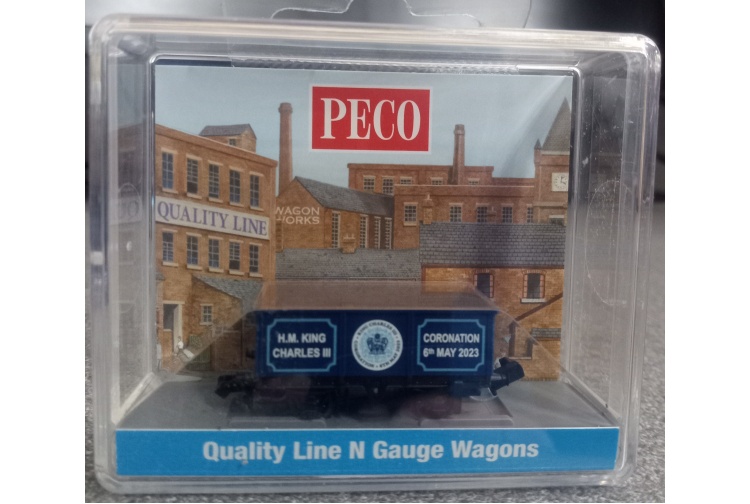 PECO
QUALITY LINE
WAGON
WORKS
H.M. KING
CHARLES III
CORONATION
6th MAY 2023
Quality Line N Gauge Wagons